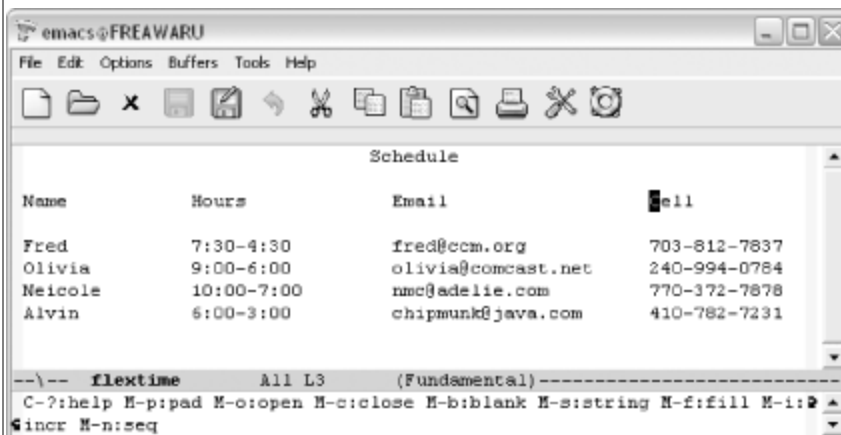 emacs@FREAWARU
File Edit Options Buffers Tools Help
Schedule
Name Hours Email Cell
Fred 7:30-4:30 fred@ccm.org 703-812-7837
Olivia 9:00-6:00 olivia@comcast.net 240-994-0784
Neicole 10:00-7:00 nmc@adelie.com 770-372-7878
Alvin 6:00-3:00 chipmunk@java.com 410-782-7231
--\-- flextime All L3 (Fundamental)--------------------------
C-?:help M-p:pad M-o:open M-c:close M-b:blank M-s:string M-f:fill M-i:
incr M-n:seq